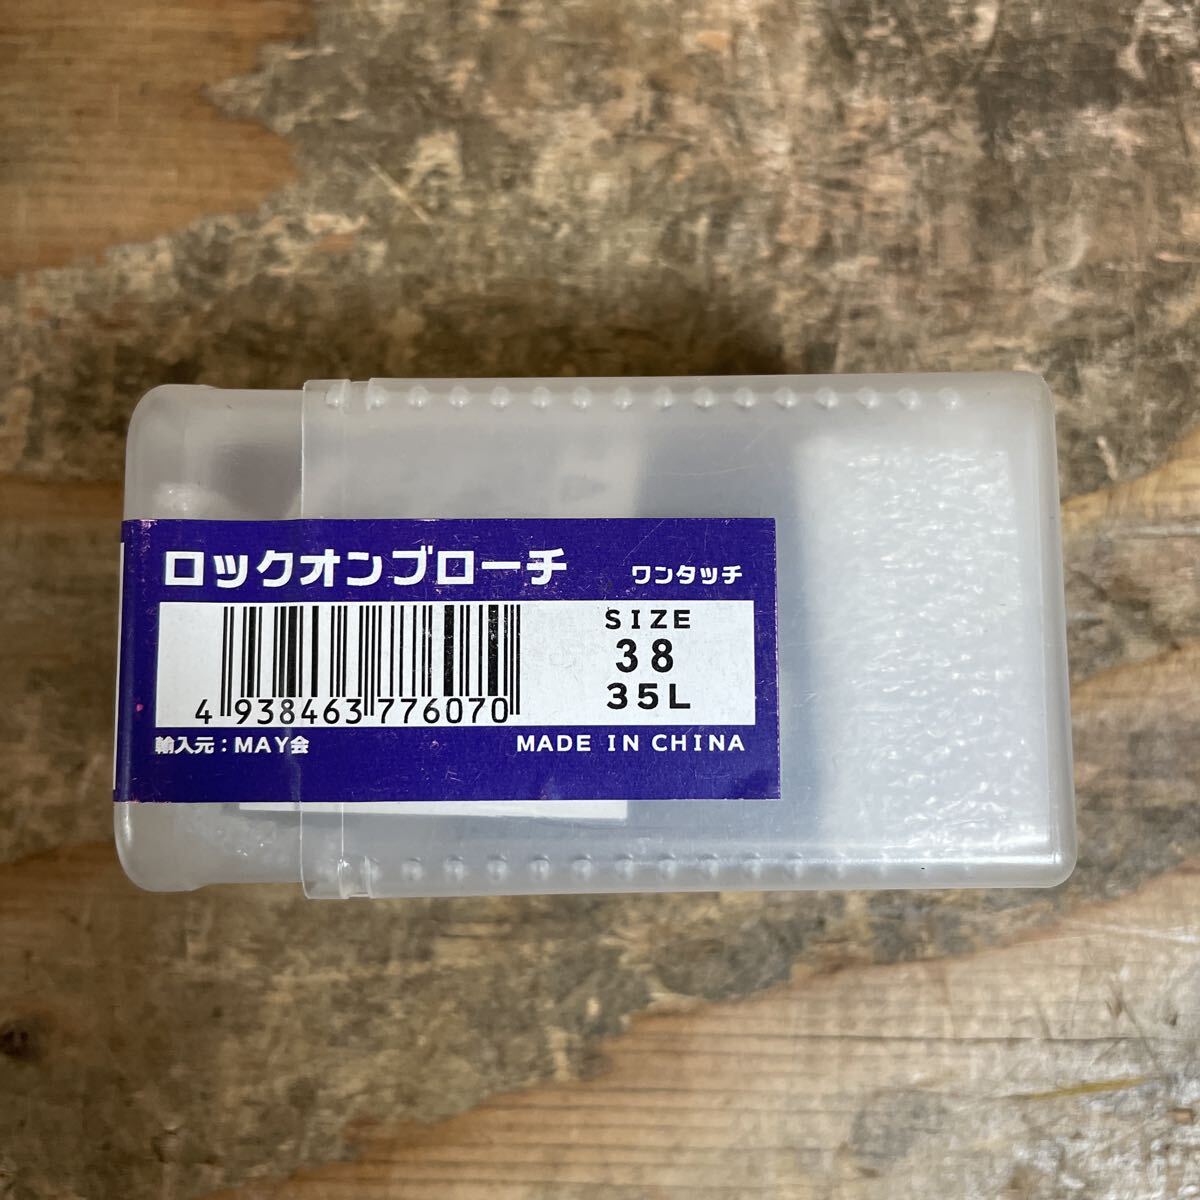 ロックオンブローチ ワンタッチ
SIZE
38
35L
4 938463 776070
輸入元：MAY会 MADE IN CHINA